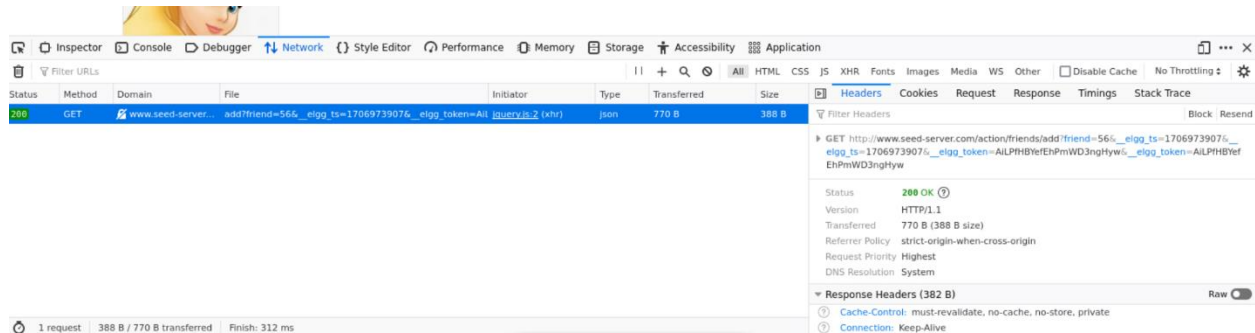 Inspector Console Debugger Network Style Editor Performance Memory Storage Accessibility Application
Filter URLs
All HTML CSS JS XHR Fonts Images Media WS Other Disable Cache No Throttling
Status Method Domain File Initiator Type Transferred Size
200 GET www.seed-server... add?friend=56&__elgg_ts=1706973907&__elgg_token=AiL jquery.js:2 (xhr) json 770 B 388 B
Headers Cookies Request Response Timings Stack Trace
Filter Headers Block Resend
GET http://www.seed-server.com/action/friends/add?friend=56&__elgg_ts=1706973907&__
elgg_ts=1706973907&__elgg_token=AiLPfHBYefEhPmWD3ngHyw&__elgg_token=AiLPfHBYef
EhPmWD3ngHyw
Status 200 OK
Version HTTP/1.1
Transferred 770 B (388 B size)
Referrer Policy strict-origin-when-cross-origin
Request Priority Highest
DNS Resolution System
Response Headers (382 B) Raw
Cache-Control: must-revalidate, no-cache, no-store, private
Connection: Keep-Alive
1 request 388 B / 770 B transferred Finish: 312 ms